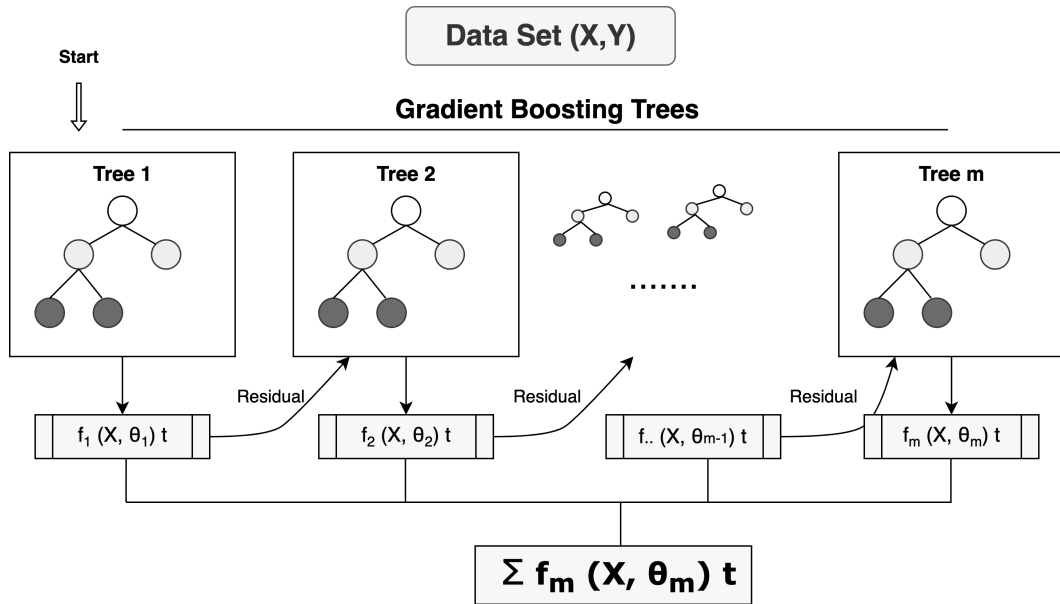 Data Set (X,Y)
Start
Gradient Boosting Trees
Tree 1
Tree 2
Tree m
.......
Residual
Residual
Residual
f₁ (X, θ₁) t
f₂ (X, θ₂) t
f.. (X, θm-1) t
fₘ (X, θₘ) t
Σ fₘ (X, θₘ) t